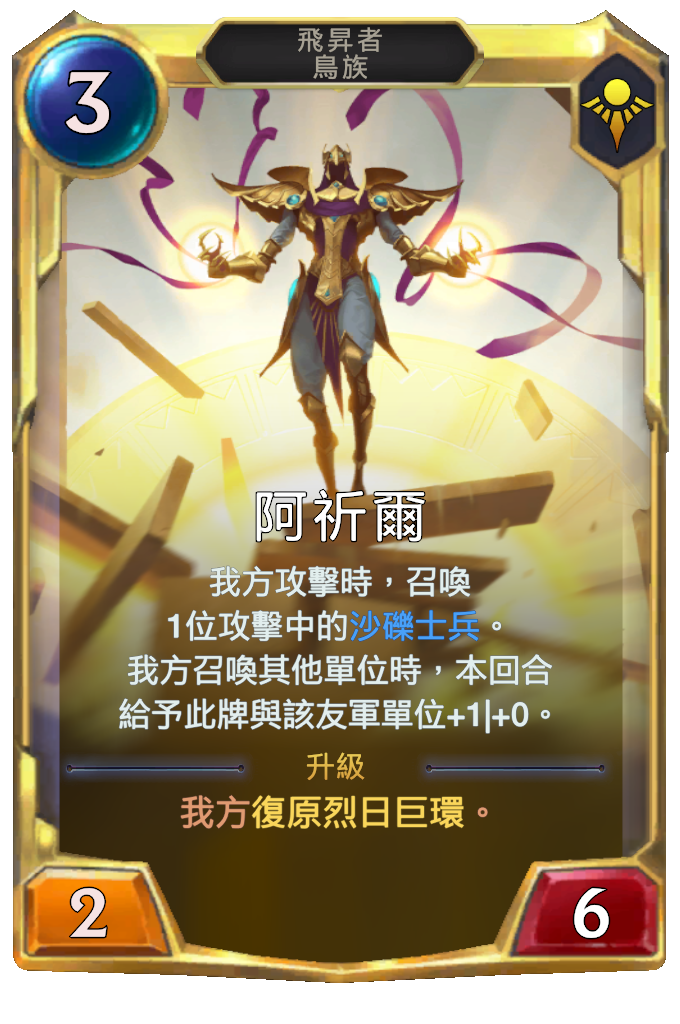 飛昇者
鳥族
3
阿祈爾
我方攻擊時，召喚
1位攻擊中的沙礫士兵。
我方召喚其他單位時，本回合
給予此牌與該友軍單位+1|+0。
升級
我方復原烈日巨環。
2
6